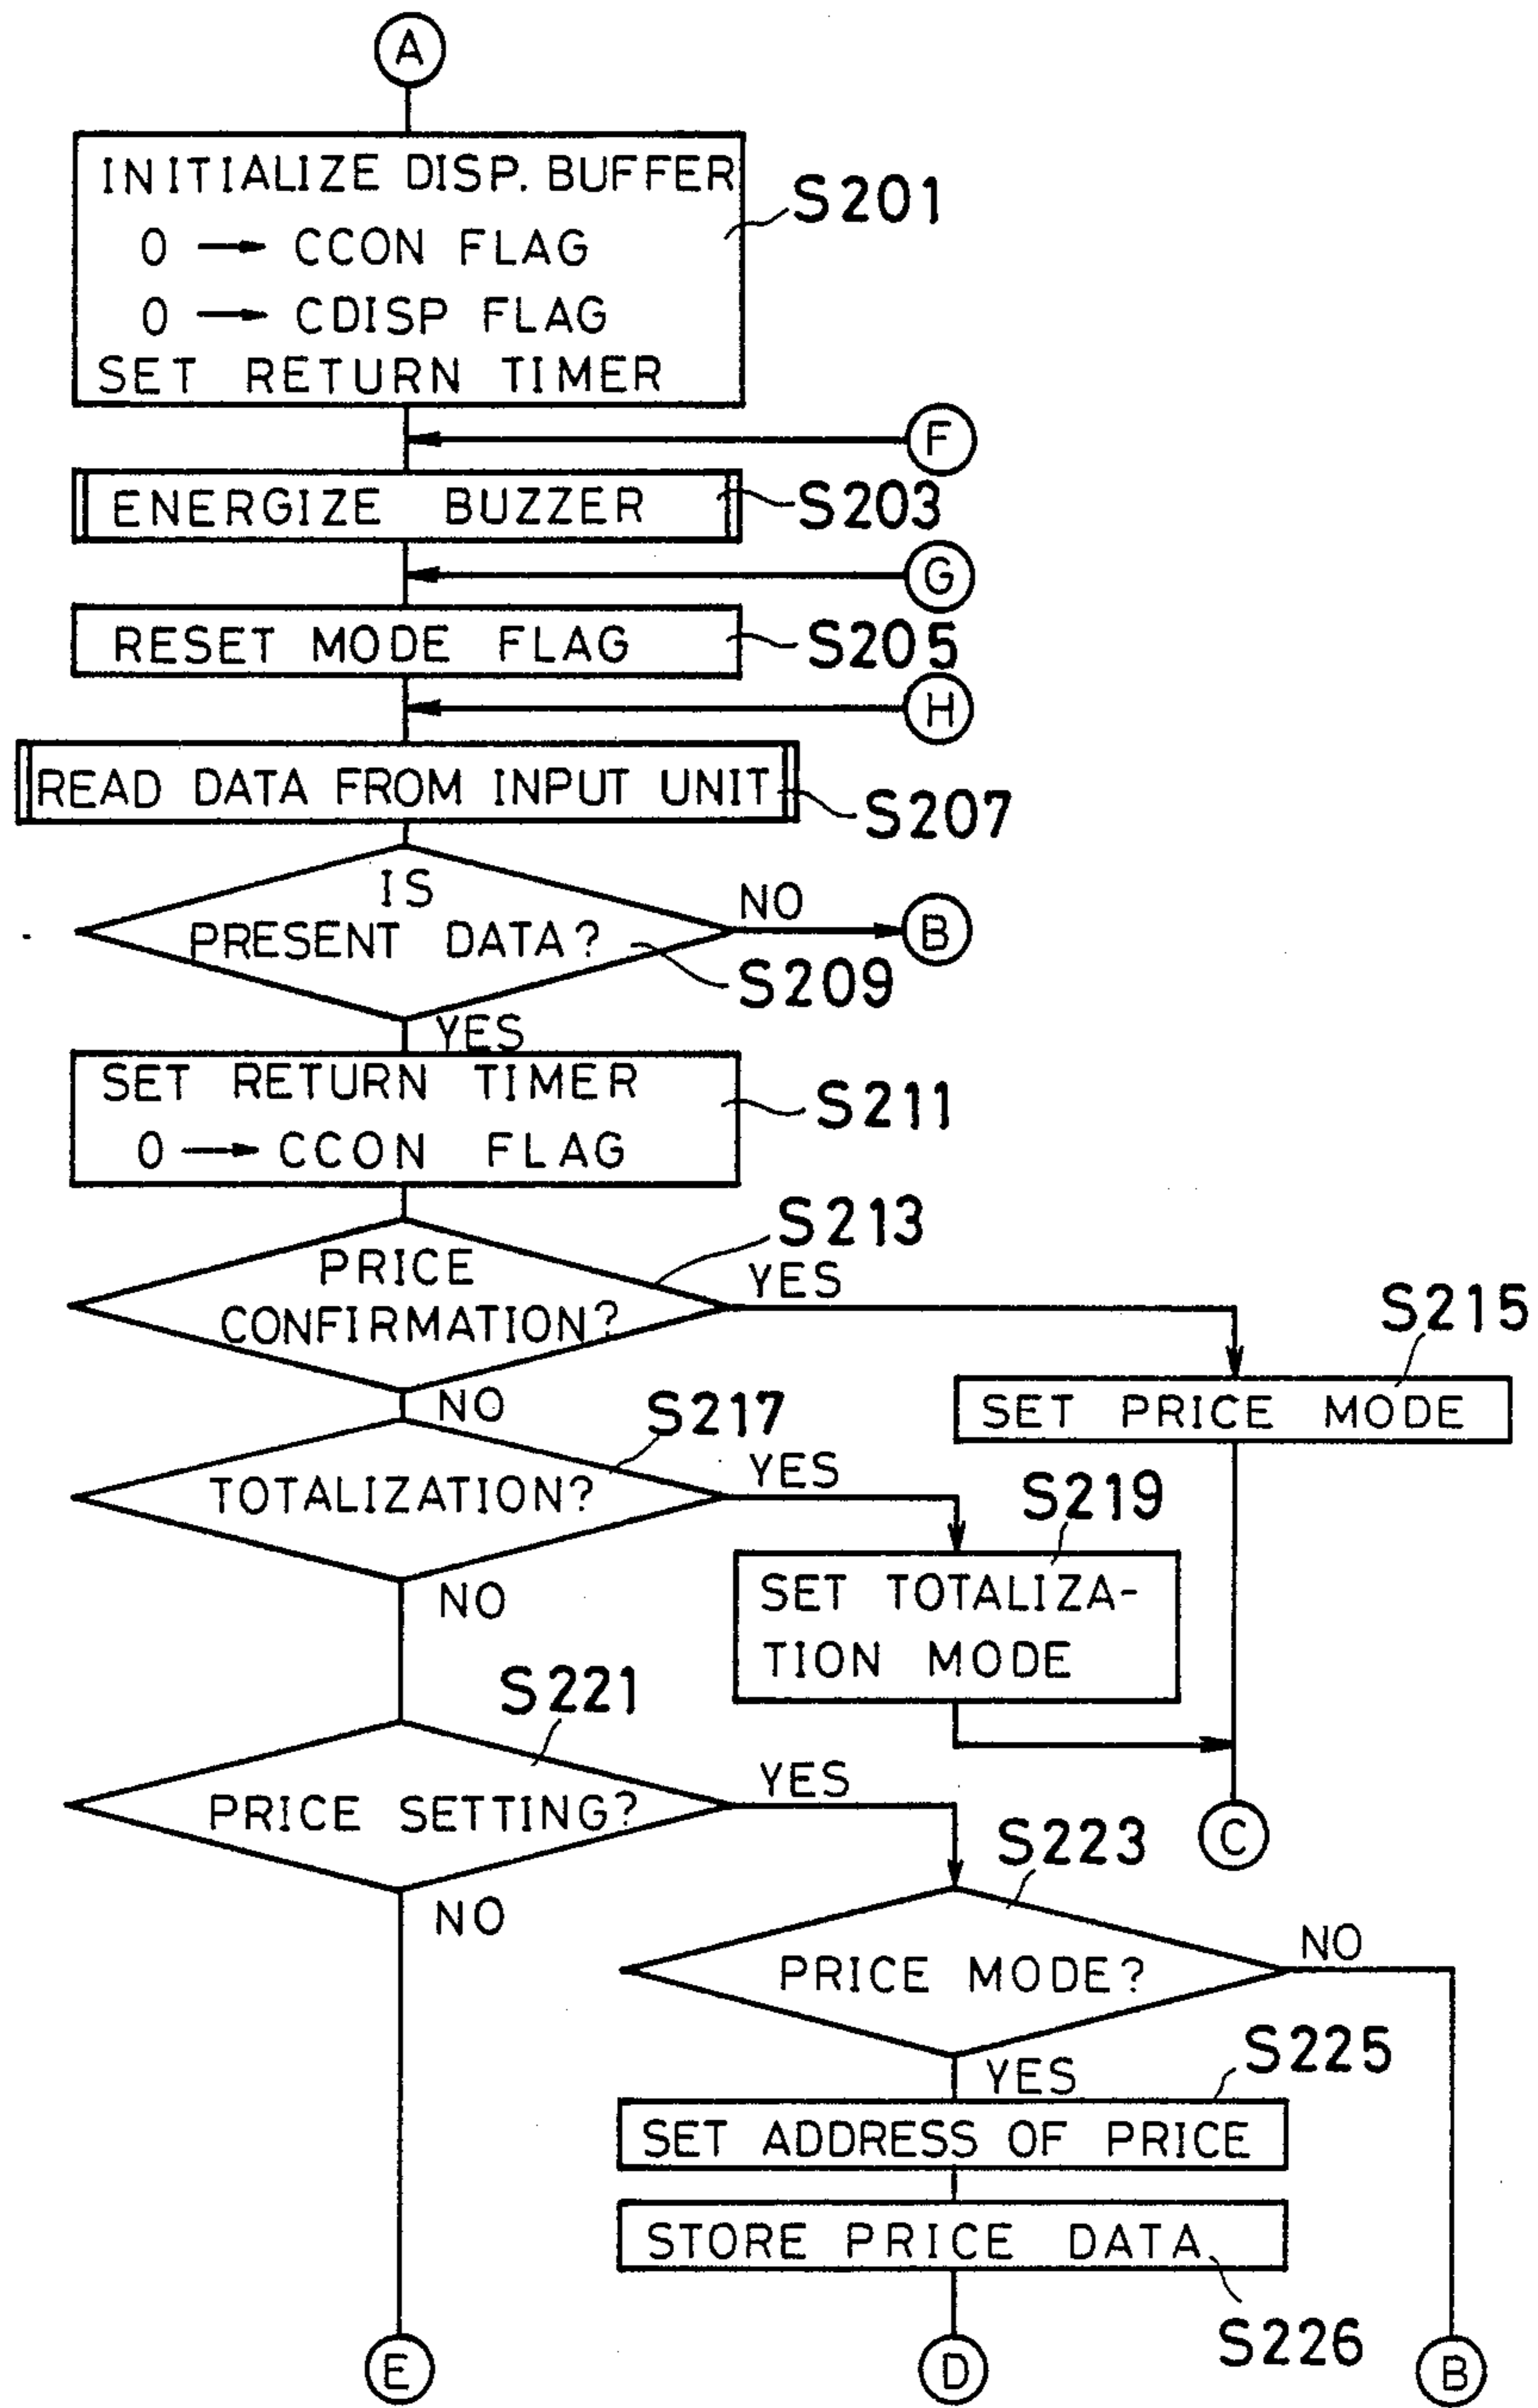 A
INITIALIZE DISP. BUFFER
0 → CCON FLAG
0 → CDISP FLAG
SET RETURN TIMER
S201
F
ENERGIZE BUZZER
S203
G
RESET MODE FLAG
S205
H
READ DATA FROM INPUT UNIT
S207
IS
PRESENT DATA?
NO
B
S209
YES
SET RETURN TIMER
0 → CCON FLAG
S211
S213
PRICE
CONFIRMATION?
YES
S215
SET PRICE MODE
NO
S217
TOTALIZATION?
YES
S219
SET TOTALIZA-
TION MODE
NO
S221
PRICE SETTING?
YES
C
S223
NO
PRICE MODE?
NO
YES
S225
SET ADDRESS OF PRICE
STORE PRICE DATA
S226
E
D
B